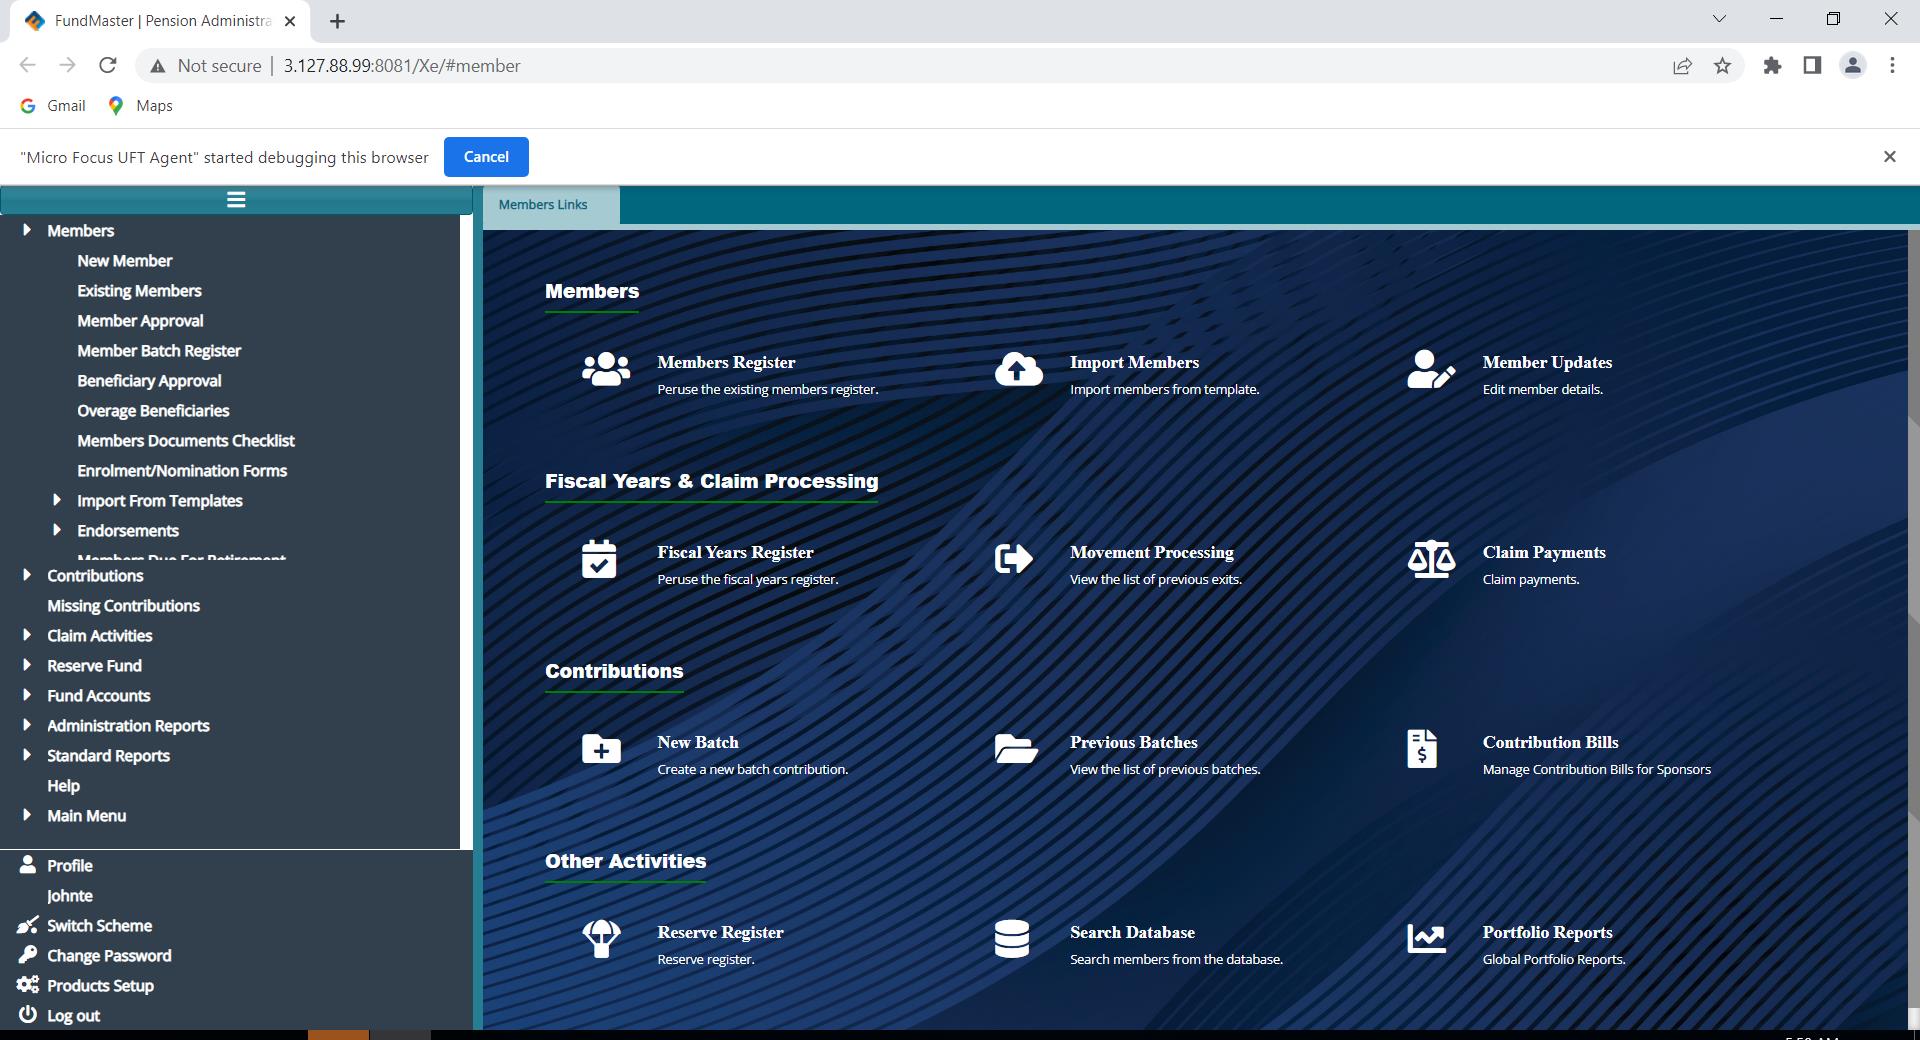 FundMaster | Pension Administra
Not secure | 3.127.88.99:8081/Xe/#member
Gmail
Maps
"Micro Focus UFT Agent" started debugging this browser
Cancel
Members
New Member
Existing Members
Member Approval
Member Batch Register
Beneficiary Approval
Overage Beneficiaries
Members Documents Checklist
Enrolment/Nomination Forms
Import From Templates
Endorsements
Members Due For Retirement
Contributions
Missing Contributions
Claim Activities
Reserve Fund
Fund Accounts
Administration Reports
Standard Reports
Help
Main Menu
Profile
Johnte
Switch Scheme
Change Password
Products Setup
Log out
Members Links
Members
Members Register
Peruse the existing members register.
Import Members
Import members from template.
Member Updates
Edit member details.
Fiscal Years & Claim Processing
Fiscal Years Register
Peruse the fiscal years register.
Movement Processing
View the list of previous exits.
Claim Payments
Claim payments.
Contributions
New Batch
Create a new batch contribution.
Previous Batches
View the list of previous batches.
Contribution Bills
Manage Contribution Bills for Sponsors
Other Activities
Reserve Register
Reserve register.
Search Database
Search members from the database.
Portfolio Reports
Global Portfolio Reports.